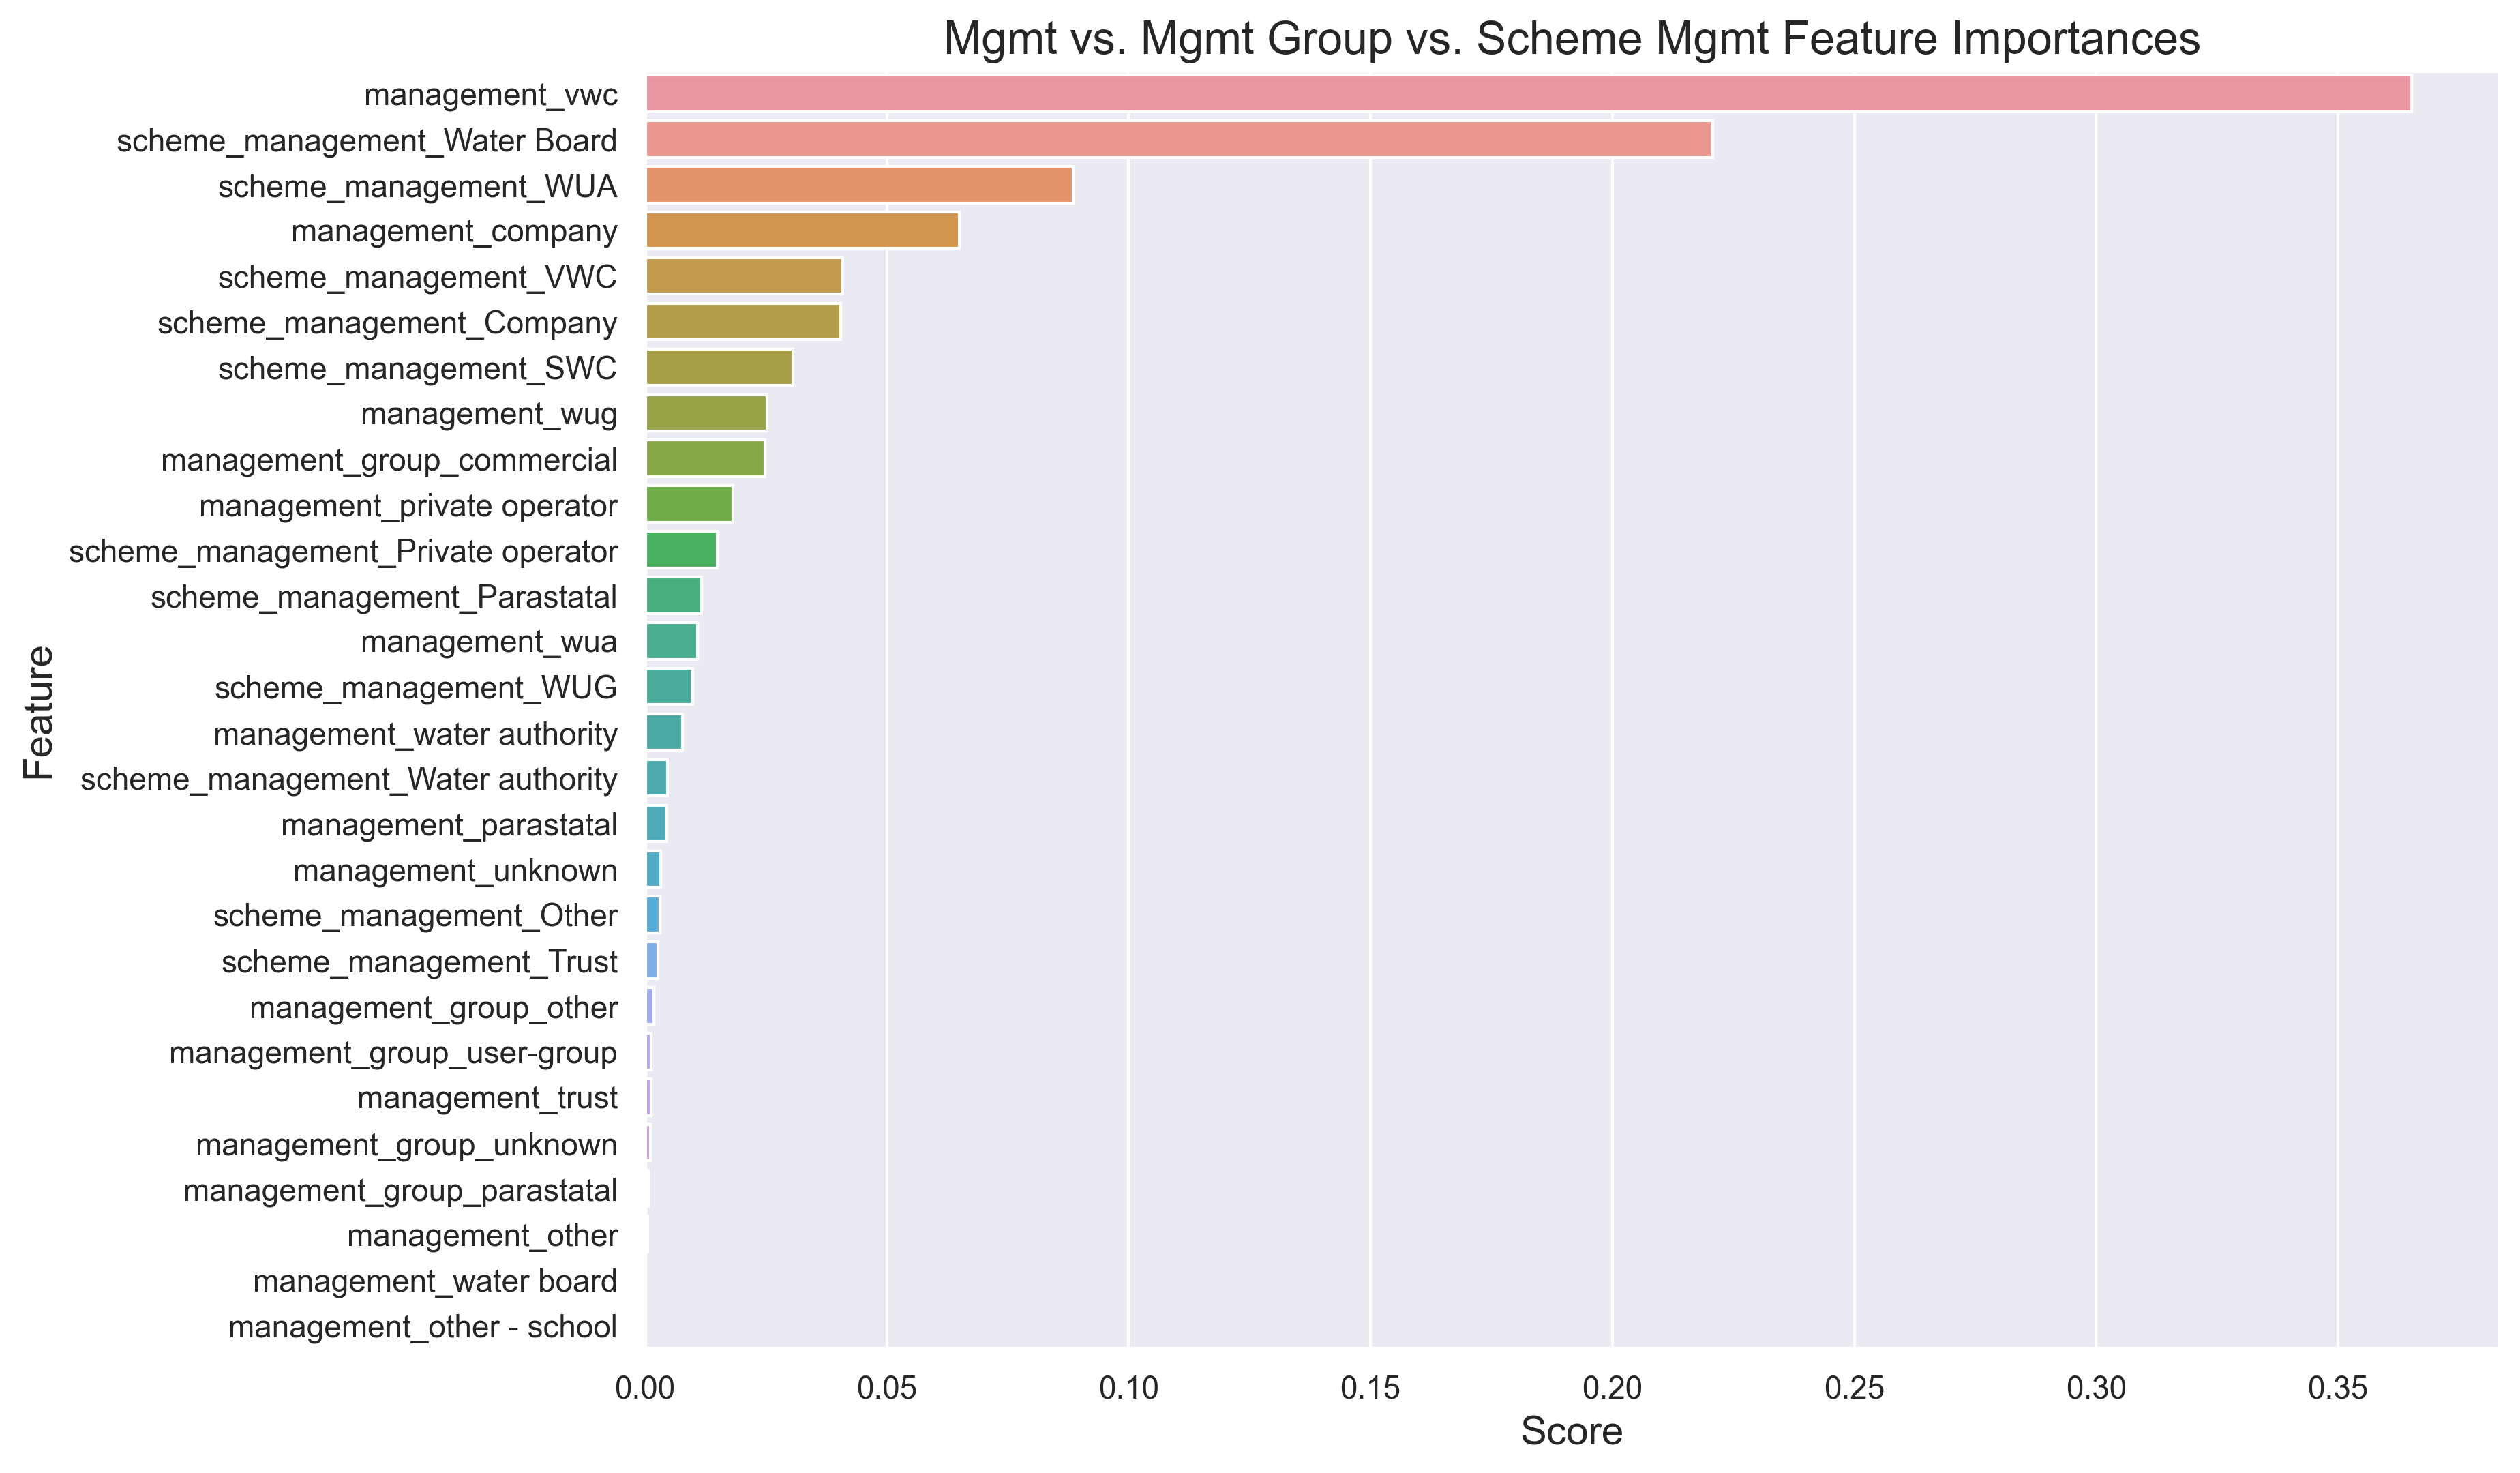 Mgmt vs. Mgmt Group vs. Scheme Mgmt Feature Importances
management_vwc
scheme_management_Water Board
scheme_management_WUA
management_company
scheme_management_VWC
scheme_management_Company
scheme_management_SWC
management_wug
management_group_commercial
management_private operator
scheme_management_Private operator
scheme_management_Parastatal
management_wua
scheme_management_WUG
management_water authority
scheme_management_Water authority
management_parastatal
management_unknown
scheme_management_Other
scheme_management_Trust
management_group_other
management_group_user-group
management_trust
management_group_unknown
management_group_parastatal
management_other
management_water board
management_other - school
Feature
0.00 0.05 0.10 0.15 0.20 0.25 0.30 0.35
Score